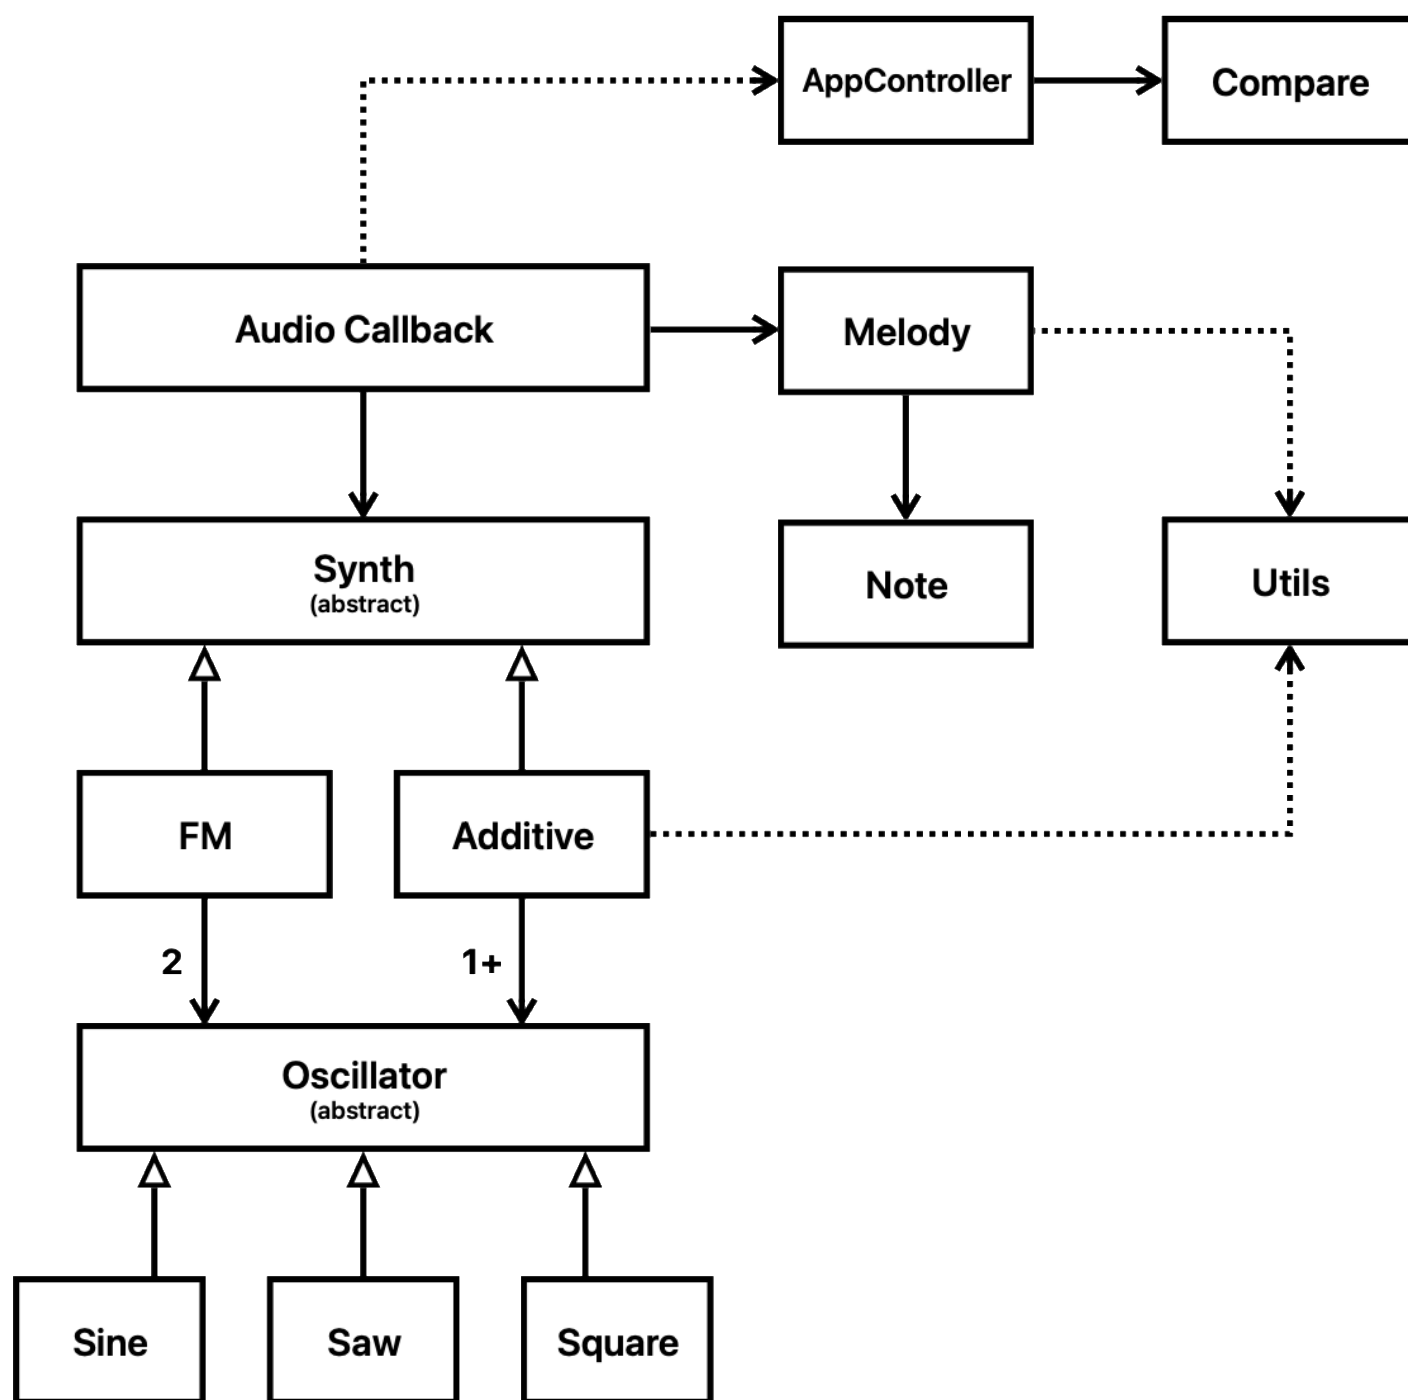 AppController
Compare
Audio Callback
Melody
Synth
(abstract)
Note
Utils
FM
Additive
2
1+
Oscillator
(abstract)
Sine
Saw
Square